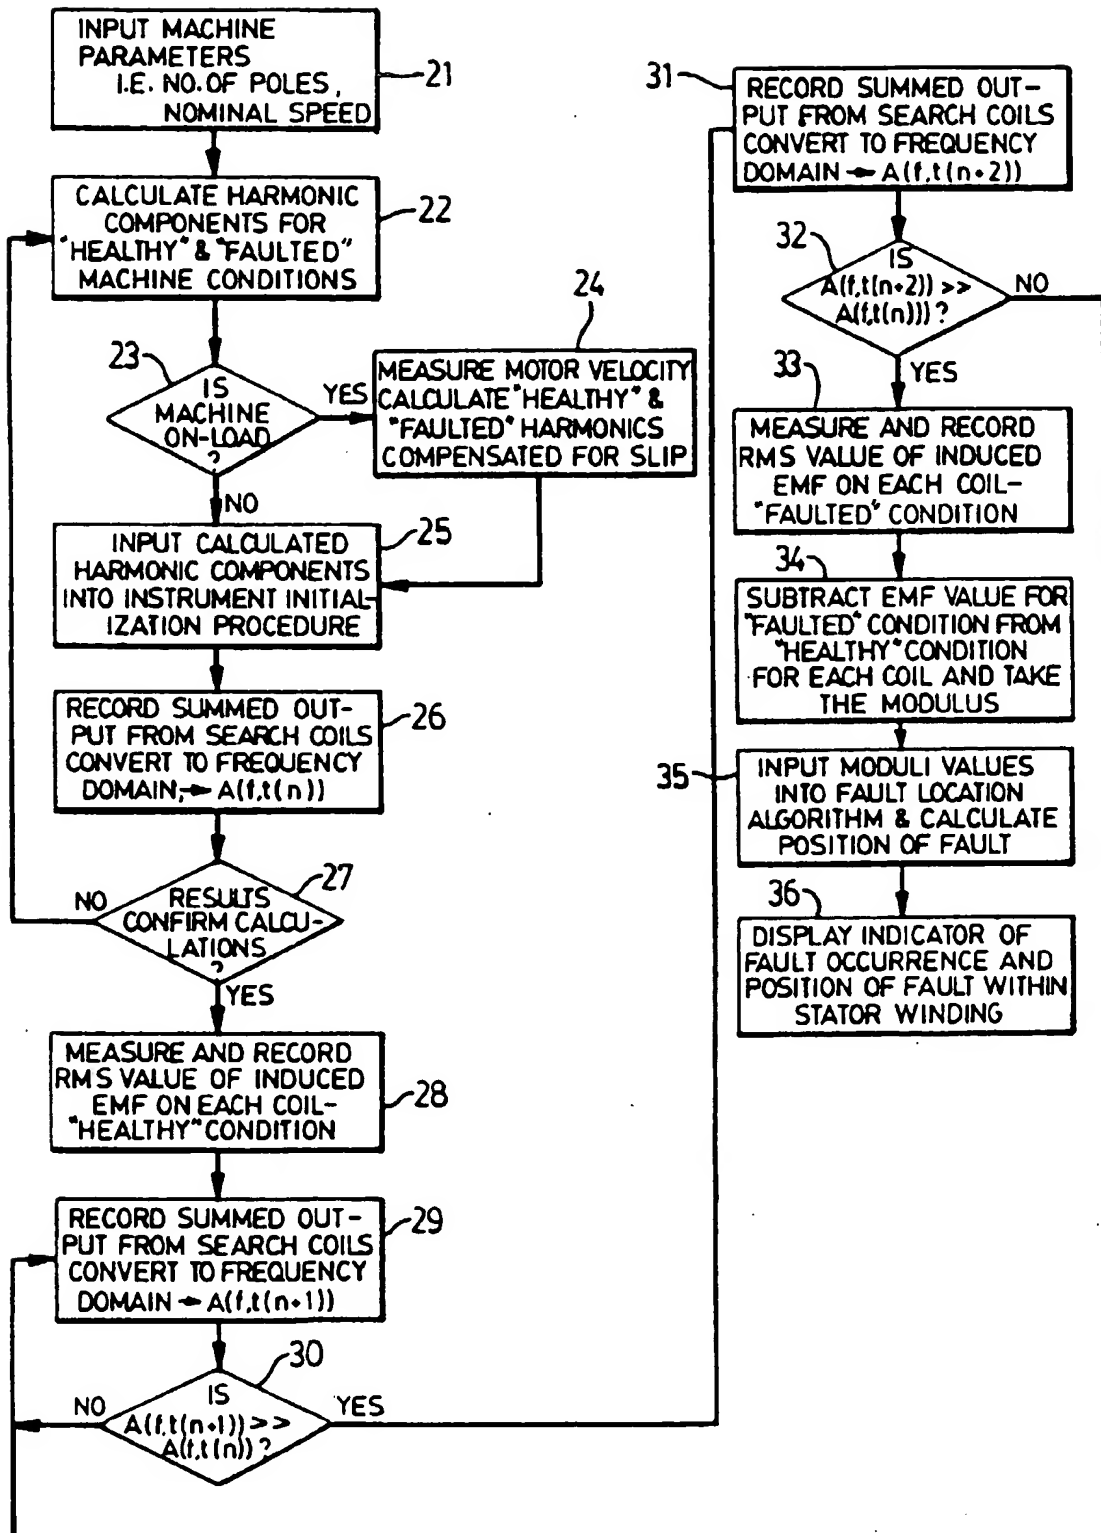 INPUT MACHINE
PARAMETERS
I.E. NO. OF POLES,
NOMINAL SPEED
21
CALCULATE HARMONIC
COMPONENTS FOR
"HEALTHY" & "FAULTED"
MACHINE CONDITIONS
22
23
IS
MACHINE
ON-LOAD
?
YES
NO
24
MEASURE MOTOR VELOCITY
CALCULATE "HEALTHY" &
"FAULTED" HARMONICS
COMPENSATED FOR SLIP
25
INPUT CALCULATED
HARMONIC COMPONENTS
INTO INSTRUMENT INITIAL-
IZATION PROCEDURE
RECORD SUMMED OUT-
PUT FROM SEARCH COILS
CONVERT TO FREQUENCY
DOMAIN, → A(f,t(n))
26
27
NO
RESULTS
CONFIRM CALCU-
LATIONS
?
YES
MEASURE AND RECORD
RMS VALUE OF INDUCED
EMF ON EACH COIL-
"HEALTHY" CONDITION
28
RECORD SUMMED OUT-
PUT FROM SEARCH COILS
CONVERT TO FREQUENCY
DOMAIN → A(f,t(n+1))
29
30
NO
IS
A(f,t(n+1)) >>
A(f,t(n)) ?
YES
31
RECORD SUMMED OUT-
PUT FROM SEARCH COILS
CONVERT TO FREQUENCY
DOMAIN → A(f,t(n+2))
32
IS
A(f,t(n+2)) >>
A(f,t(n))) ?
NO
YES
33
MEASURE AND RECORD
RMS VALUE OF INDUCED
EMF ON EACH COIL-
"FAULTED" CONDITION
34
SUBTRACT EMF VALUE FOR
"FAULTED" CONDITION FROM
"HEALTHY" CONDITION
FOR EACH COIL AND TAKE
THE MODULUS
35
INPUT MODULI VALUES
INTO FAULT LOCATION
ALGORITHM & CALCULATE
POSITION OF FAULT
36
DISPLAY INDICATOR OF
FAULT OCCURRENCE AND
POSITION OF FAULT WITHIN
STATOR WINDING